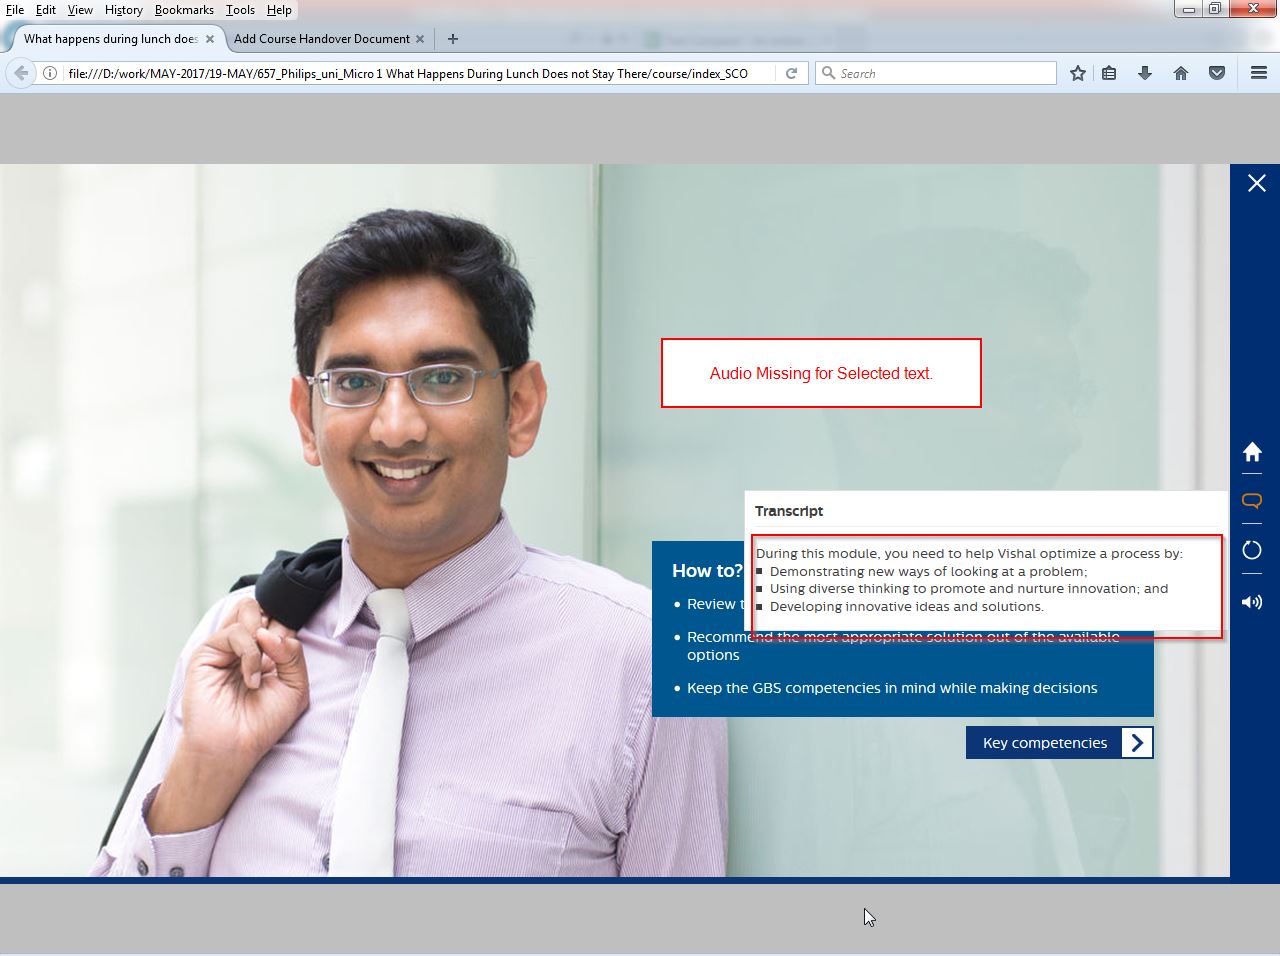 File Edit View History Bookmarks Tools Help
What happens during lunch does
Add Course Handover Document
file:///D:/work/MAY-2017/19-MAY/657_Philips_uni_Micro 1 What Happens During Lunch Does not Stay There/course/index_SCO
Search
Audio Missing for Selected text.
Transcript
During this module, you need to help Vishal optimize a process by:
Demonstrating new ways of looking at a problem;
Using diverse thinking to promote and nurture innovation; and
Developing innovative ideas and solutions.
How to?
• Review
• Recommend the most appropriate solution out of the available
options
• Keep the GBS competencies in mind while making decisions
Key competencies